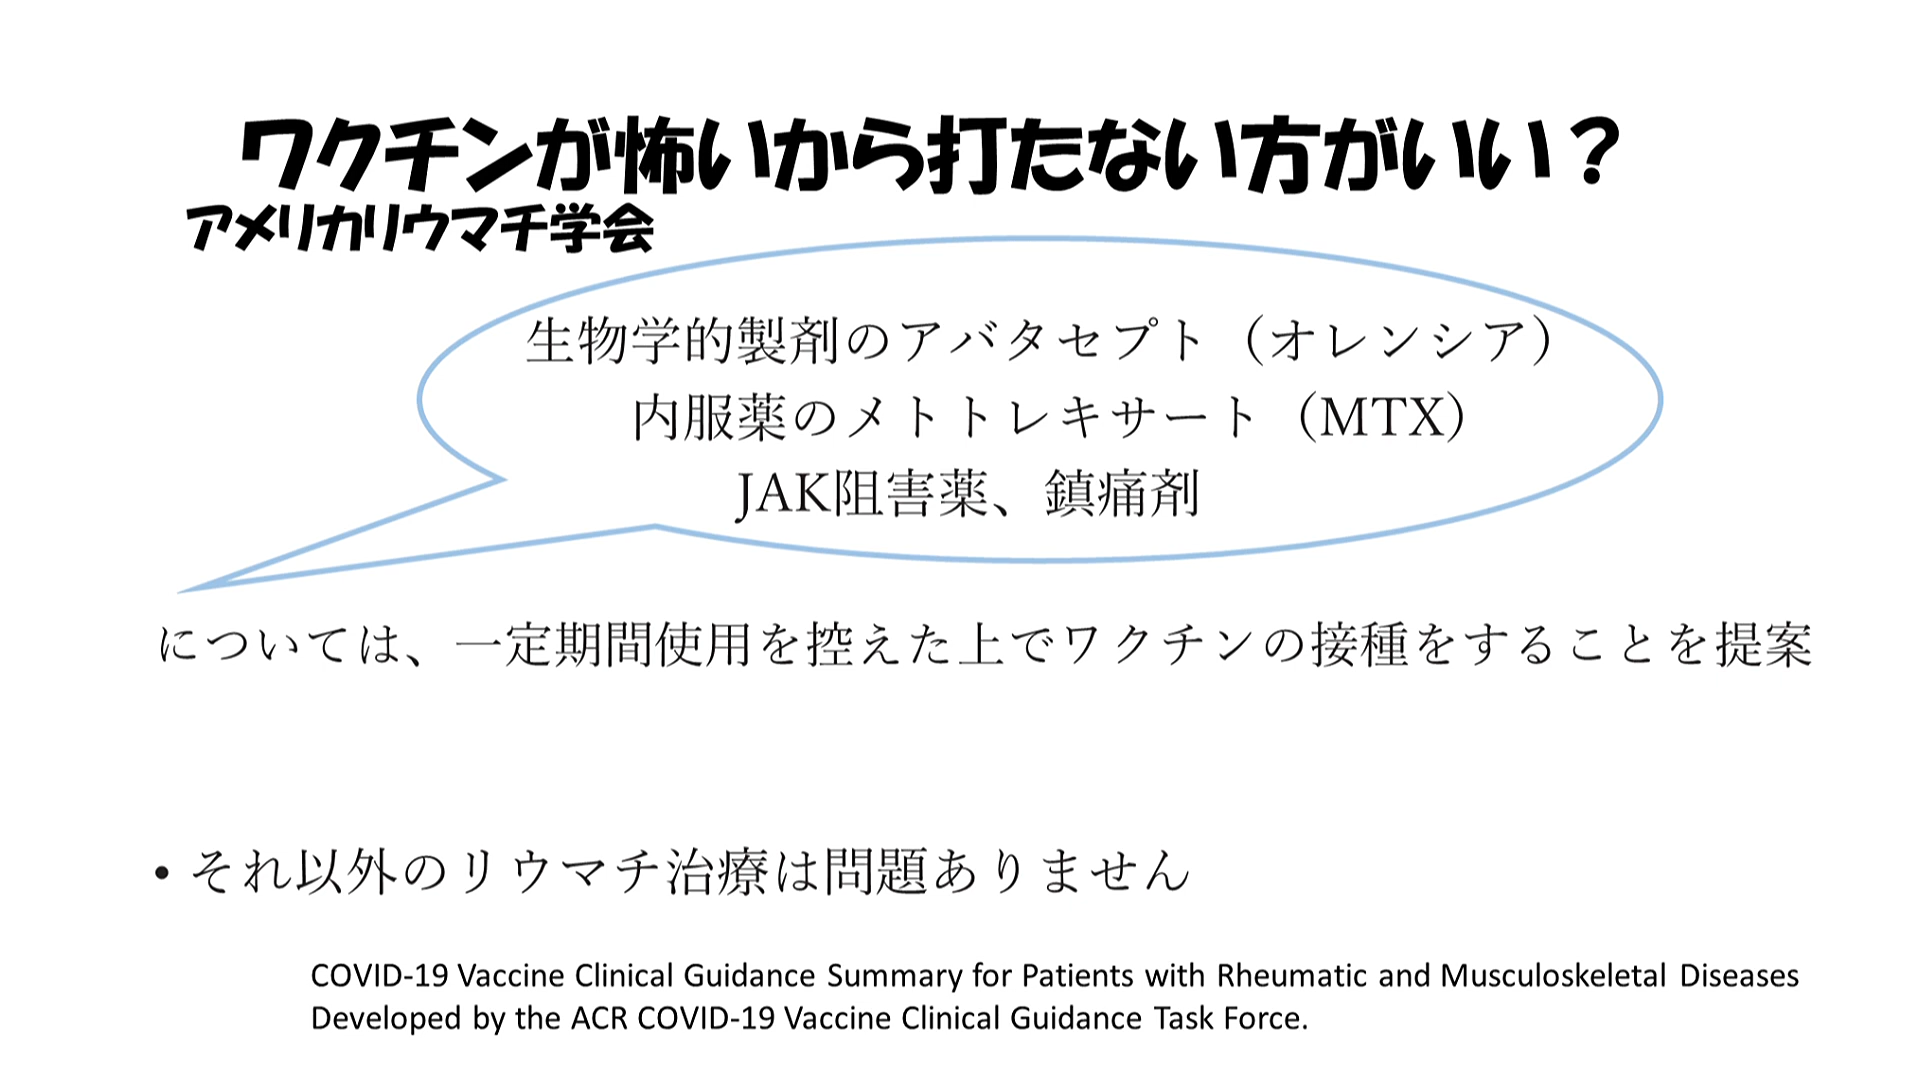 ワクチンが怖いから打たない方がいい？
アメリカリウマチ学会
生物学的製剤のアバタセプト（オレンシア）
内服薬のメトトレキサート（MTX）
JAK阻害薬、鎮痛剤
については、一定期間使用を控えた上でワクチンの接種をすることを提案
• それ以外のリウマチ治療は問題ありません
COVID-19 Vaccine Clinical Guidance Summary for Patients with Rheumatic and Musculoskeletal Diseases
Developed by the ACR COVID-19 Vaccine Clinical Guidance Task Force.